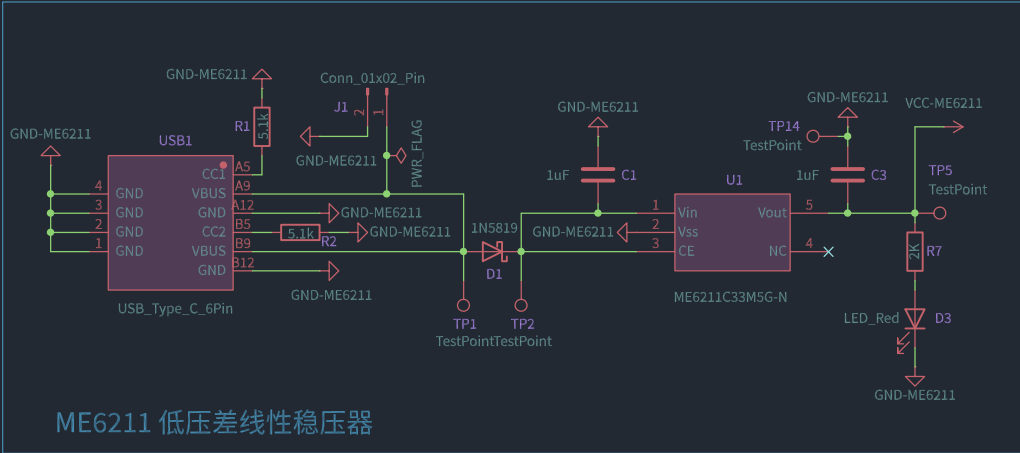 GND-ME6211
Conn_01x02_Pin
J1
2
1
PWR_FLAG
GND-ME6211
R1
5.1k
GND-ME6211
USB1
CC1
A5
VBUS
A9
GND
A12
GND-ME6211
CC2
B5
5.1k
R2
GND-ME6211
VBUS
B9
GND
B12
GND-ME6211
4
GND
3
GND
2
GND
1
GND
USB_Type_C_6Pin
1N5819
D1
TP1
TestPoint
TP2
TestPoint
GND-ME6211
1uF
C1
GND-ME6211
U1
1
Vin
2
Vss
3
CE
Vout
5
NC
4
ME6211C33M5G-N
GND-ME6211
TP14
TestPoint
1uF
C3
VCC-ME6211
TP5
TestPoint
2K
R7
LED_Red
D3
GND-ME6211
ME6211 低压差线性稳压器